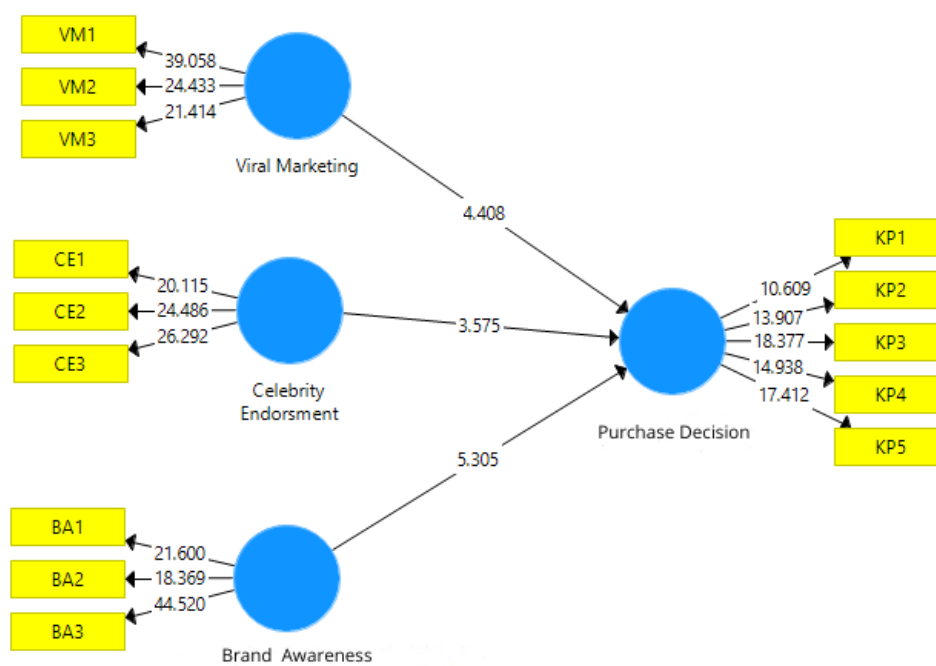 VM1
39.058
VM2
24.433
VM3
21.414
Viral Marketing
4.408
CE1
20.115
CE2
24.486
CE3
26.292
Celebrity
Endorsment
3.575
BA1
21.600
BA2
18.369
BA3
44.520
Brand Awareness
5.305
Purchase Decision
KP1
10.609
KP2
13.907
KP3
18.377
KP4
14.938
KP5
17.412